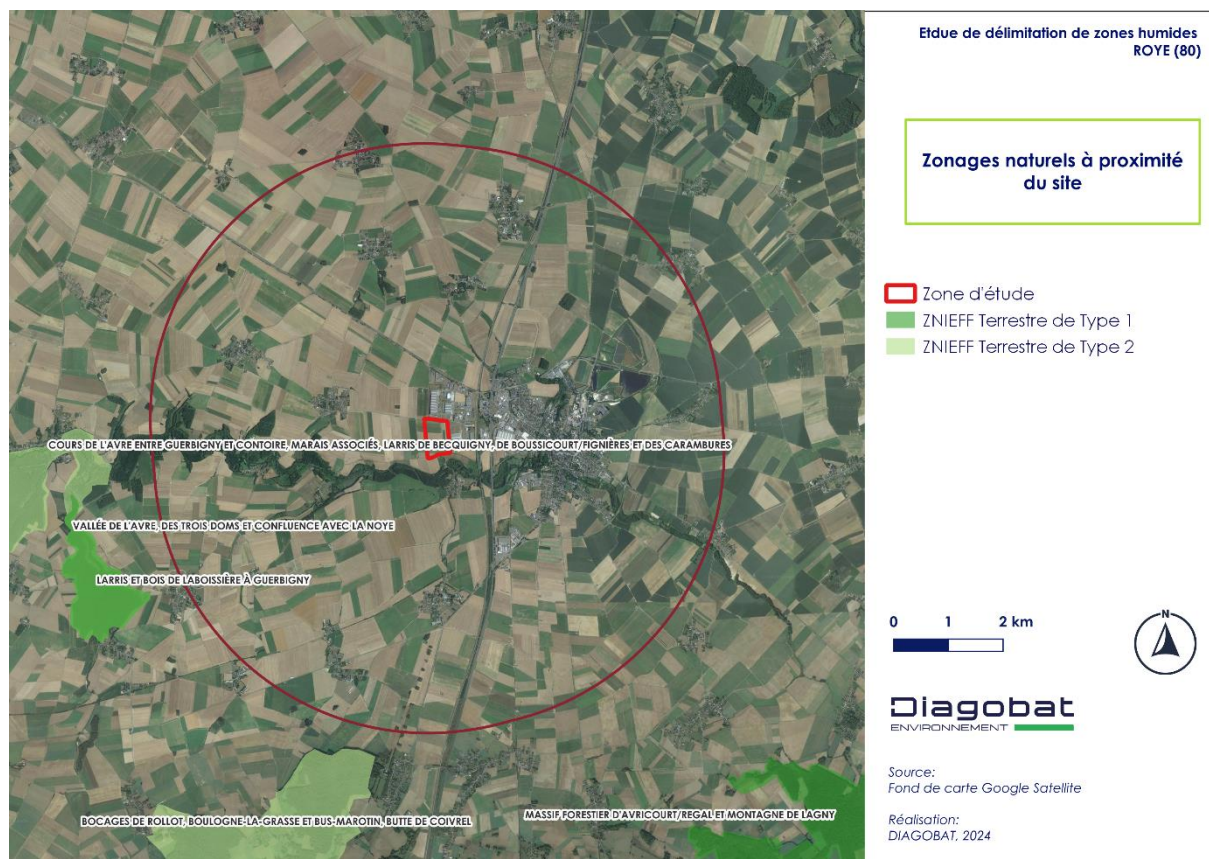 Etdue de délimitation de zones humides
ROYE (80)
Zonages naturels à proximité
du site
Zone d'étude
ZNIEFF Terrestre de Type 1
ZNIEFF Terrestre de Type 2
COURS DE L'AVRE ENTRE GUERBIGNY ET CONTOIRE, MARAIS ASSOCIÉS, LARRIS DE BECQUIGNY, DE BOUSSICOURT/FIGNIÈRES ET DES CARAMBURES
VALLÉE DE L'AVRE, DES TROIS DOMS ET CONFLUENCE AVEC LA NOYE
LARRIS ET BOIS DE LABOISSIÈRE À GUERBIGNY
BOCAGES DE ROLLOT, BOULOGNE-LA-GRASSE ET BUS-MAROTIN, BUTTE DE COIVREL
MASSIF FORESTIER D'AVRICOURT/REGAL ET MONTAGNE DE LAGNY
0 1 2 km
N
Diagobat
ENVIRONNEMENT
Source:
Fond de carte Google Satellite
Réalisation:
DIAGOBAT, 2024